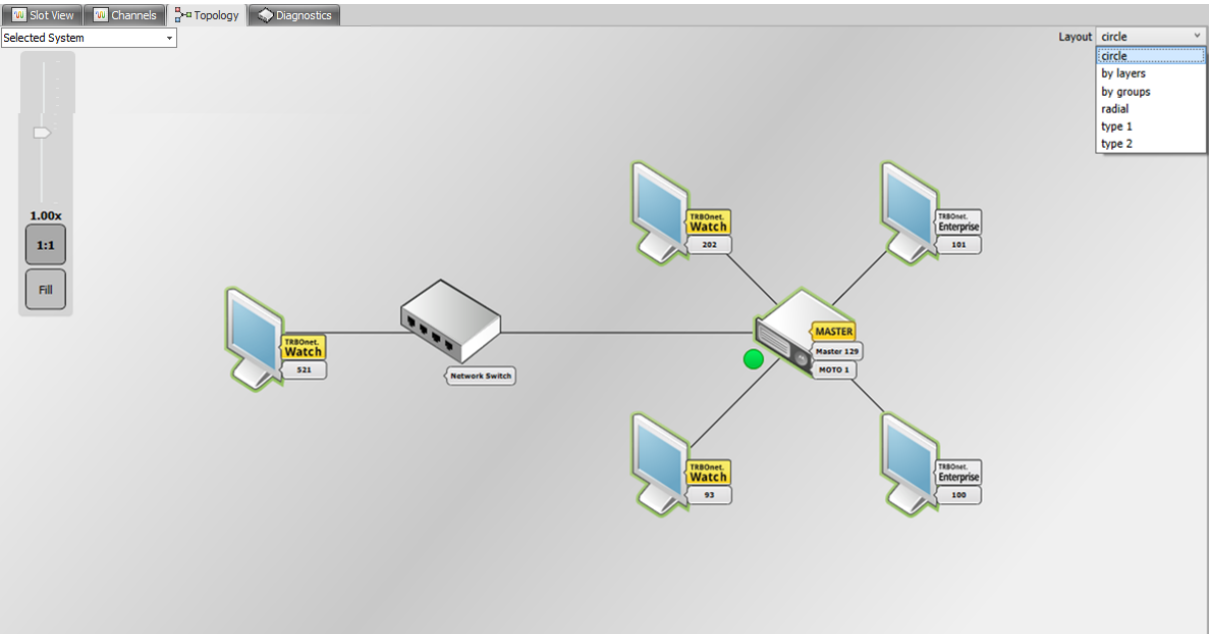 Slot View Channels Topology Diagnostics
Selected System
Layout circle
circle
by layers
by groups
radial
type 1
type 2
1.00x
1:1
Fill
TRBOnet.
Watch
202
TRBOnet.
Enterprise
101
TRBOnet.
Watch
521
Network Switch
MASTER
Master 129
MOTO 1
TRBOnet.
Watch
93
TRBOnet.
Enterprise
100